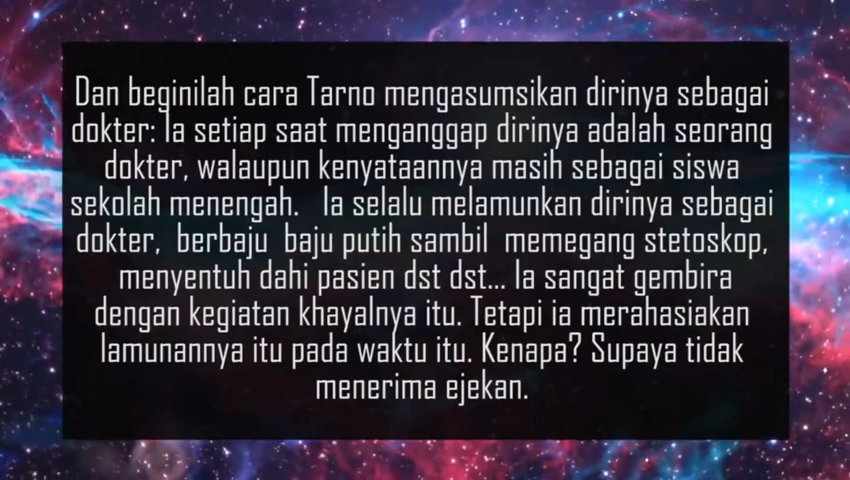 Dan beginilah cara Tarno mengasumsikan dirinya sebagai
dokter: Ia setiap saat menganggap dirinya adalah seorang
dokter, walaupun kenyataannya masih sebagai siswa
sekolah menengah. Ia selalu melamunkan dirinya sebagai
dokter, berbaju baju putih sambil memegang stetoskop,
menyentuh dahi pasien dst dst... Ia sangat gembira
dengan kegiatan khayalnya itu. Tetapi ia merahasiakan
lamunannya itu pada waktu itu. Kenapa? Supaya tidak
menerima ejekan.